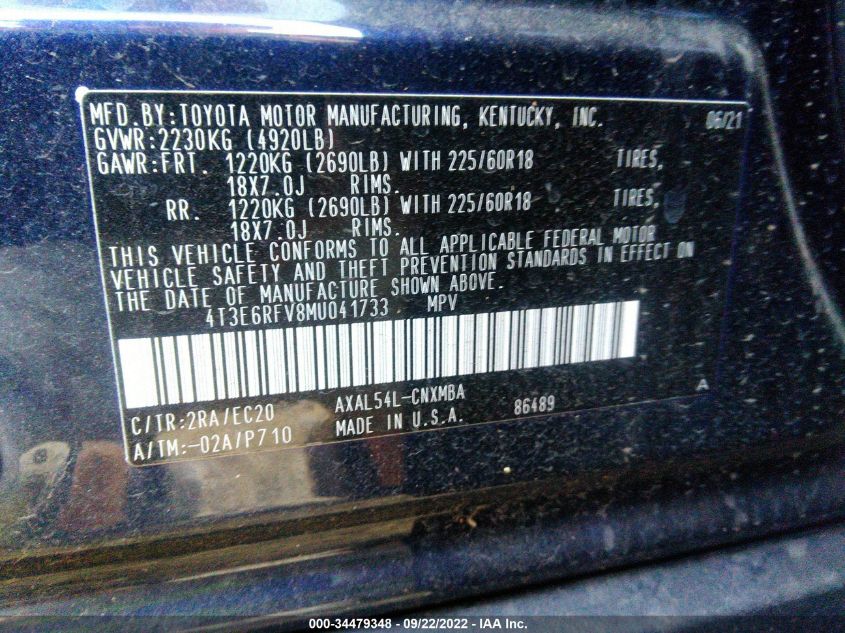 MFD.BY:TOYOTA MOTOR MANUFACTURING, KENTUCKY, INC. 06/21
GVWR:2230KG (4920LB)
GAWR:FRT. 1220KG (2690LB) WITH 225/60R18 TIRES,
18X7.0J RIMS.
RR. 1220KG (2690LB) WITH 225/60R18 TIRES,
18X7.0J RIMS.
THIS VEHICLE CONFORMS TO ALL APPLICABLE FEDERAL MOTOR
VEHICLE SAFETY AND THEFT PREVENTION STANDARDS IN EFFECT ON
THE DATE OF MANUFACTURE SHOWN ABOVE.
4T3E6RFV8MU041733 MPV
C/TR:2RA/EC20 AXAL54L-CNXMBA A
A/TM:-02A/P710 MADE IN U.S.A. 86489
000-34479348 - 09/22/2022 - IAA Inc.